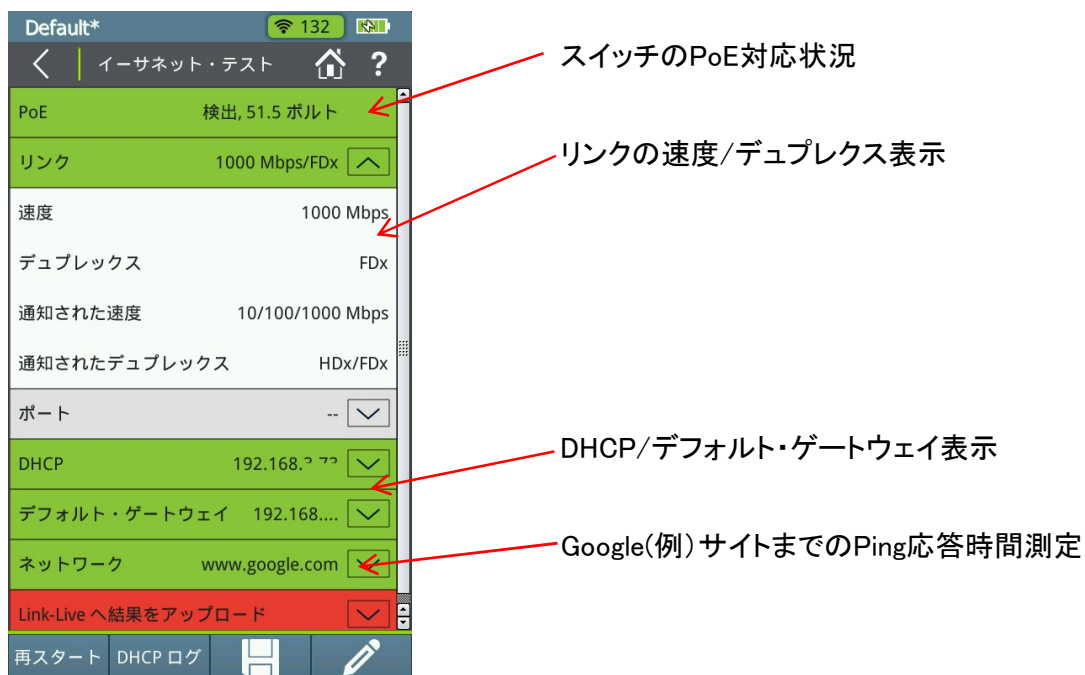 Default* 132
イーサネット・テスト ?
PoE 検出, 51.5 ボルト
リンク 1000 Mbps/FDx
速度 1000 Mbps
デュプレックス FDx
通知された速度 10/100/1000 Mbps
通知されたデュプレックス HDx/FDx
ポート --
DHCP 192.168.
デフォルト・ゲートウェイ 192.168....
ネットワーク www.google.com
Link-Live へ結果をアップロード
再スタート DHCP ログ
スイッチのPoE対応状況
リンクの速度/デュプレクス表示
DHCP/デフォルト・ゲートウェイ表示
Google(例)サイトまでのPing応答時間測定